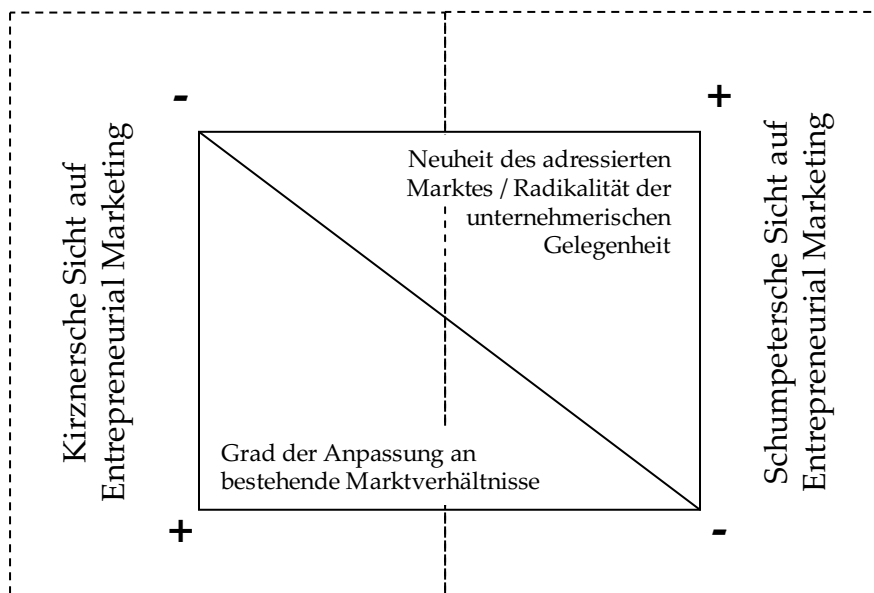 Kirznersche Sicht auf
Entrepreneurial Marketing
-
+
Neuheit des adressierten
Marktes / Radikalität der
unternehmerischen
Gelegenheit
Grad der Anpassung an
bestehende Marktverhältnisse
+
-
Schumpetersche Sicht auf
Entrepreneurial Marketing